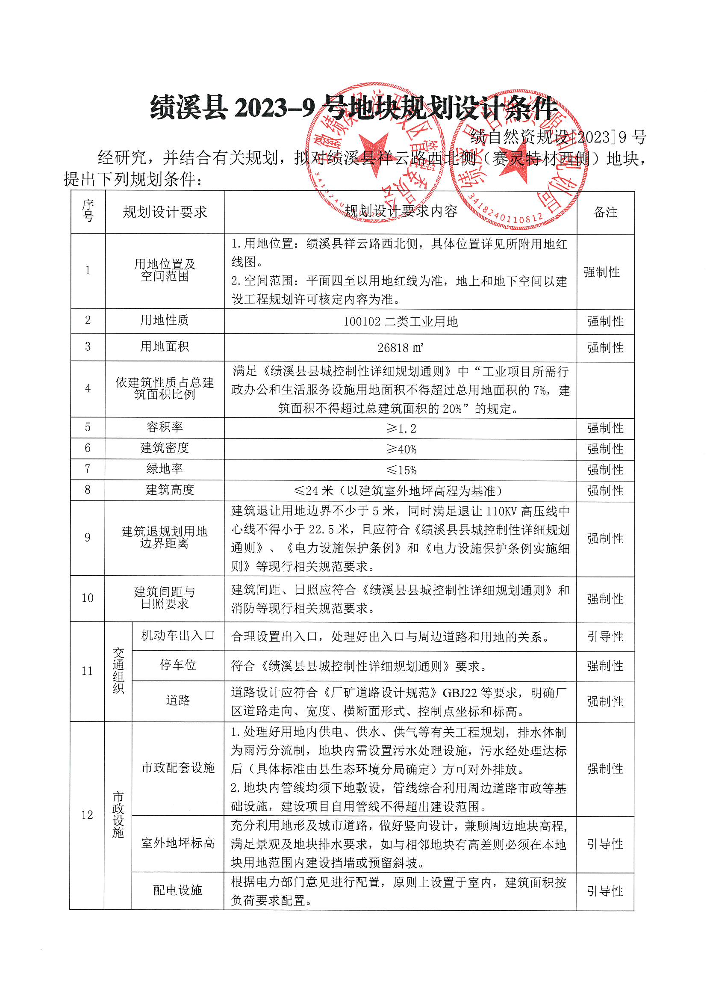 绩溪县 2023-9 号地块规划设计条件
绩自然资规设[2023]9 号
经研究，并结合有关规划，拟对绩溪县祥云路西北侧（赛灵特材西侧）地块，
提出下列规划条件：
序号 规划设计要求 规划设计要求内容 备注
1 用地位置及
空间范围
1.用地位置：绩溪县祥云路西北侧，具体位置详见所附用地红
线图。
2.空间范围：平面四至以用地红线为准，地上和地下空间以建
设工程规划许可核定内容为准。
强制性
2 用地性质 100102 二类工业用地 强制性
3 用地面积 26818 ㎡ 强制性
4 依建筑性质占总建
筑面积比例
满足《绩溪县县城控制性详细规划通则》中“工业项目所需行
政办公和生活服务设施用地面积不得超过总用地面积的 7%，建
筑面积不得超过总建筑面积的 20%”的规定。
5 容积率 ≥1.2 强制性
6 建筑密度 ≥40% 强制性
7 绿地率 ≤15% 强制性
8 建筑高度 ≤24 米（以建筑室外地坪高程为基准） 强制性
9 建筑退规划用地
边界距离
建筑退让用地边界不少于 5 米，同时满足退让 110KV 高压线中
心线不得小于 22.5 米，且应符合《绩溪县县城控制性详细规划
通则》、《电力设施保护条例》和《电力设施保护条例实施细
则》等现行相关规范要求。
强制性
10 建筑间距与
日照要求
建筑间距、日照应符合《绩溪县县城控制性详细规划通则》和
消防等现行相关规范要求。
强制性
11 交通组织
机动车出入口 合理设置出入口，处理好出入口与周边道路和用地的关系。 引导性
停车位 符合《绩溪县县城控制性详细规划通则》要求。 强制性
道路
道路设计应符合《厂矿道路设计规范》GBJ22 等要求，明确厂
区道路走向、宽度、横断面形式、控制点坐标和标高。
强制性
12 市政设施
市政配套设施
1.处理好用地内供电、供水、供气等有关工程规划，排水体制
为雨污分流制，地块内需设置污水处理设施，污水经处理达标
后（具体标准由县生态环境分局确定）方可对外排放。
2.地块内管线均须下地敷设，管线综合利用周边道路市政等基
础设施，建设项目自用管线不得超出建设范围。
强制性
室外地坪标高
充分利用地形及城市道路，做好竖向设计，兼顾周边地块高程，
满足景观及地块排水要求，如与相邻地块有高差则必须在本地
块用地范围内建设挡墙或预留斜坡。
引导性
配电设施
根据电力部门意见进行配置，原则上设置于室内，建筑面积按
负荷要求配置。
引导性
安徽绩溪经济开发区管理委员会
绩溪县自然资源和规划局
3418240110812